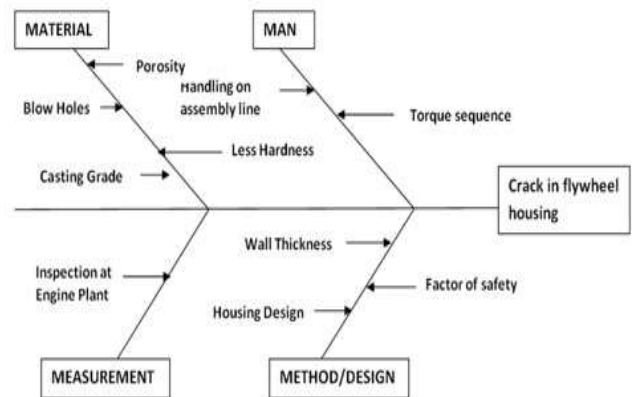 MATERIAL
MAN
Porosity
Handling on
assembly line
Blow Holes
Torque sequence
Less Hardness
Casting Grade
Crack in flywheel
housing
Wall Thickness
Inspection at
Engine Plant
Factor of safety
Housing Design
MEASUREMENT
METHOD/DESIGN